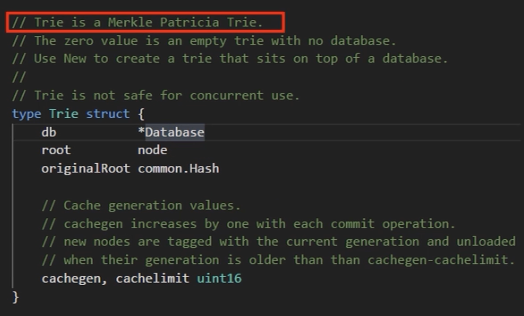 // Trie is a Merkle Patricia Trie.
// The zero value is an empty trie with no database.
// Use New to create a trie that sits on top of a database.
//
// Trie is not safe for concurrent use.
type Trie struct {
db *Database
root node
originalRoot common.Hash
// Cache generation values.
// cachegen increases by one with each commit operation.
// new nodes are tagged with the current generation and unloaded
// when their generation is older than than cachegen-cachelimit.
cachegen, cachelimit uint16
}